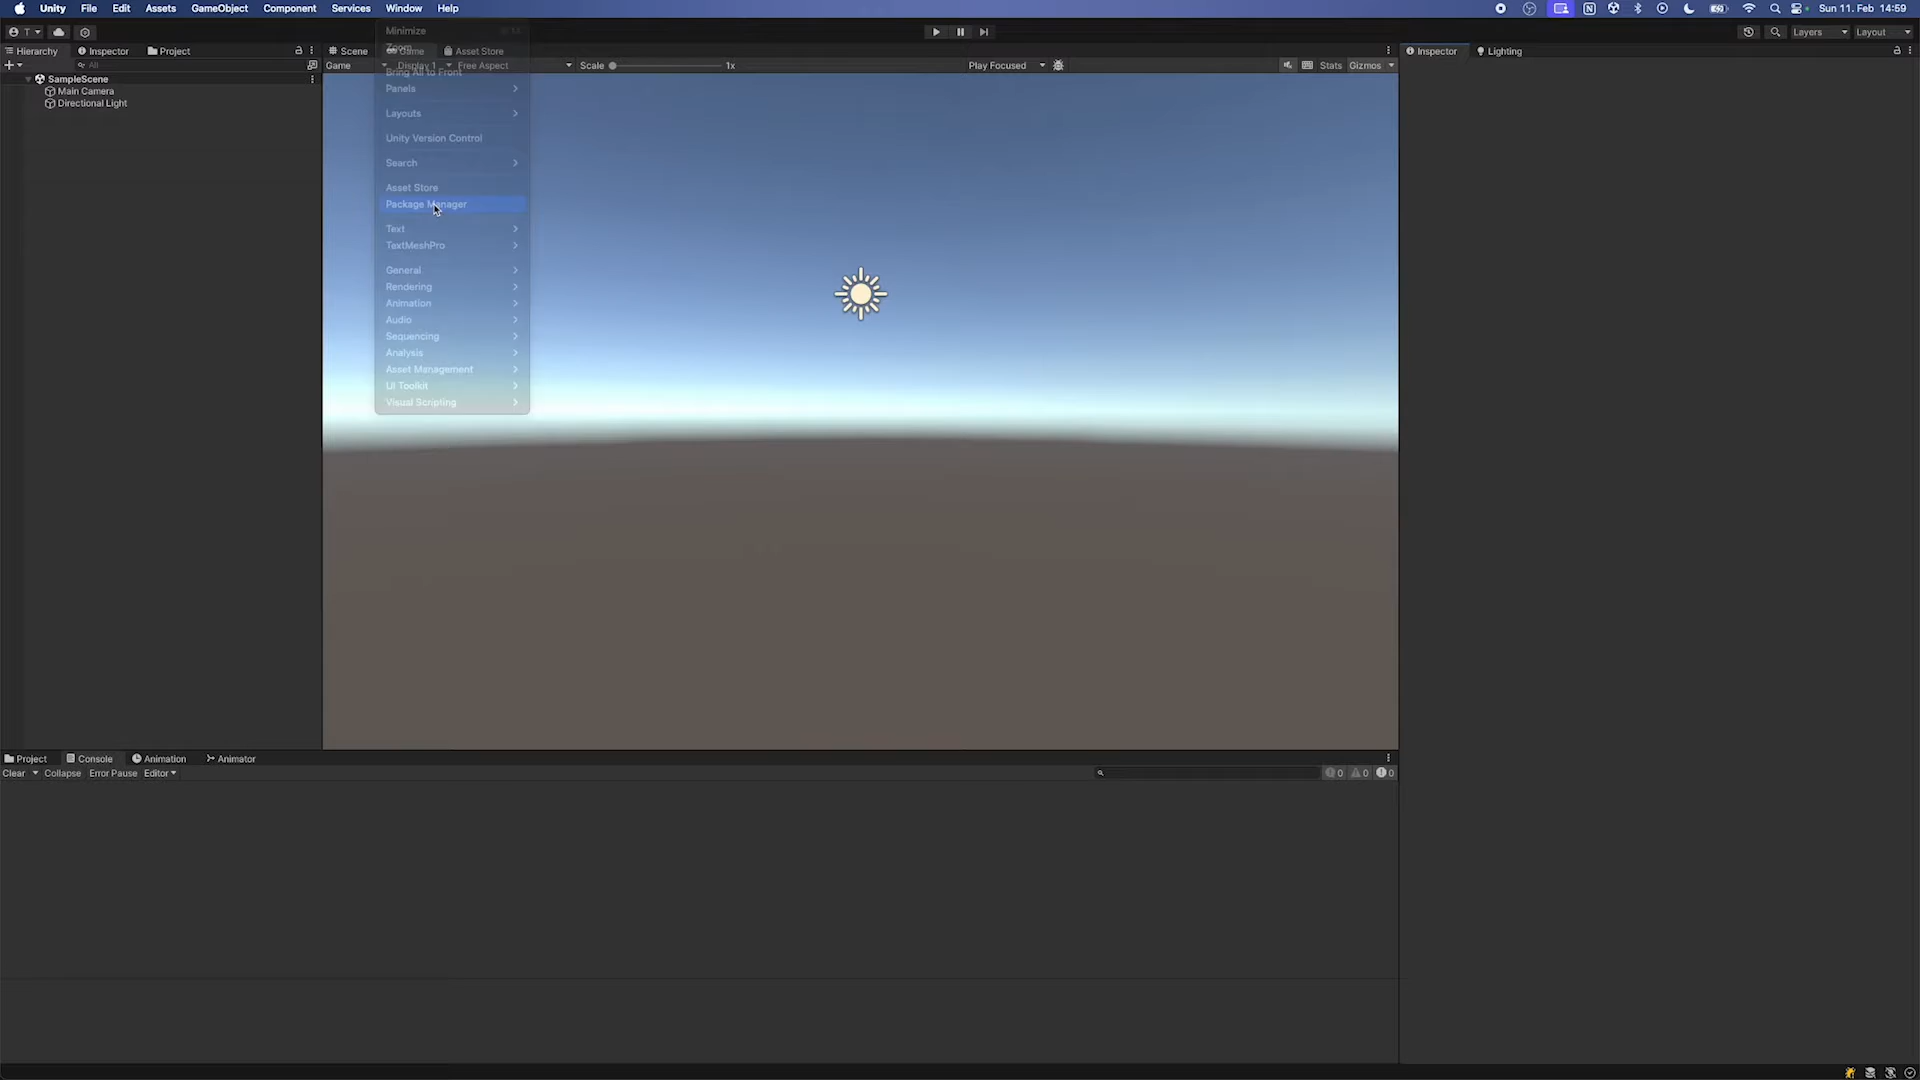 Unity File Edit Assets GameObject Component Services Window Help Sun 11. Feb 14:59
T Layers Layout
Hierarchy Inspector Project Scene Game Asset Store Inspector Lighting
All Game Display 1 Free Aspect Scale 1x Play Focused Stats Gizmos
SampleScene
Main Camera
Directional Light
Minimize
Zoom
Bring All to Front
Panels
Layouts
Unity Version Control
Search
Asset Store
Package Manager
Text
TextMeshPro
General
Rendering
Animation
Audio
Sequencing
Analysis
Asset Management
UI Toolkit
Visual Scripting
Project Console Animation Animator
Clear Collapse Error Pause Editor 0 0 0